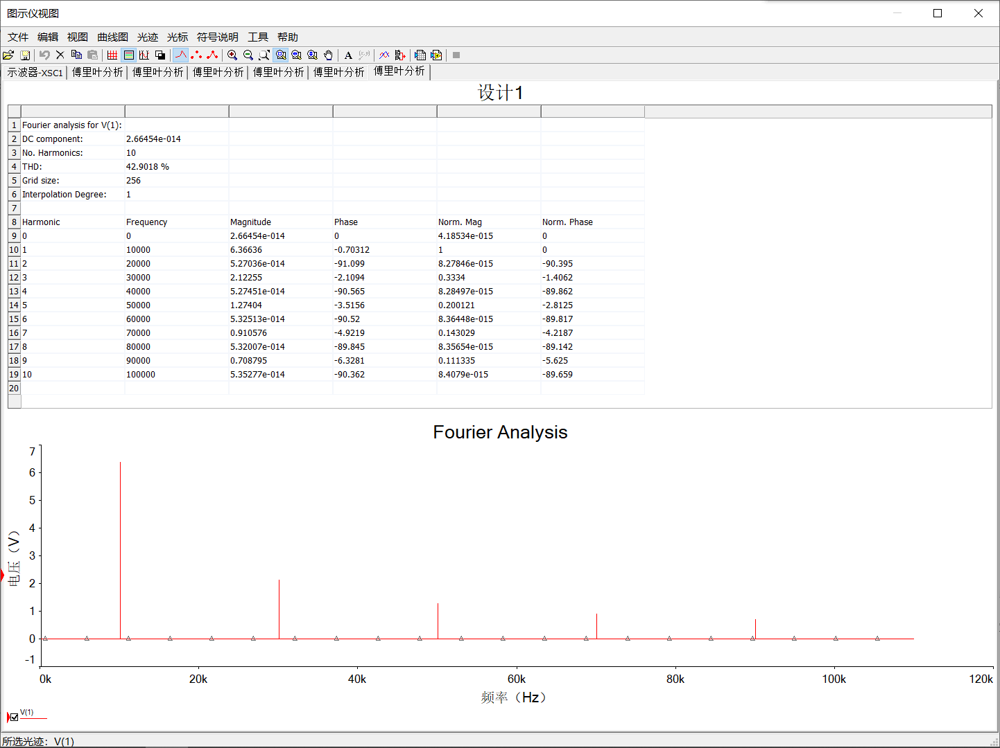 图示仪视图
文件 编辑 视图 曲线图 光迹 光标 符号说明 工具 帮助
示波器-XSC1 傅里叶分析 傅里叶分析 傅里叶分析 傅里叶分析 傅里叶分析 傅里叶分析
设计1
1 Fourier analysis for V(1):
2 DC component: 2.66454e-014
3 No. Harmonics: 10
4 THD: 42.9018 %
5 Grid size: 256
6 Interpolation Degree: 1
7
8 Harmonic Frequency Magnitude Phase Norm. Mag Norm. Phase
9 0 0 2.66454e-014 0 4.18534e-015 0
10 1 10000 6.36636 -0.70312 1 0
11 2 20000 5.27036e-014 -91.099 8.27846e-015 -90.395
12 3 30000 2.12255 -2.1094 0.3334 -1.4062
13 4 40000 5.27451e-014 -90.565 8.28497e-015 -89.862
14 5 50000 1.27404 -3.5156 0.200121 -2.8125
15 6 60000 5.32513e-014 -90.52 8.36448e-015 -89.817
16 7 70000 0.910576 -4.9219 0.143029 -4.2187
17 8 80000 5.32007e-014 -89.845 8.35654e-015 -89.142
18 9 90000 0.708795 -6.3281 0.111335 -5.625
19 10 100000 5.35277e-014 -90.362 8.4079e-015 -89.659
20
Fourier Analysis
7
6
5
4
3
2
1
0
-1
电压（V）
0k 20k 40k 60k 80k 100k 120k
频率（Hz）
V(1)
所选光迹：V(1)